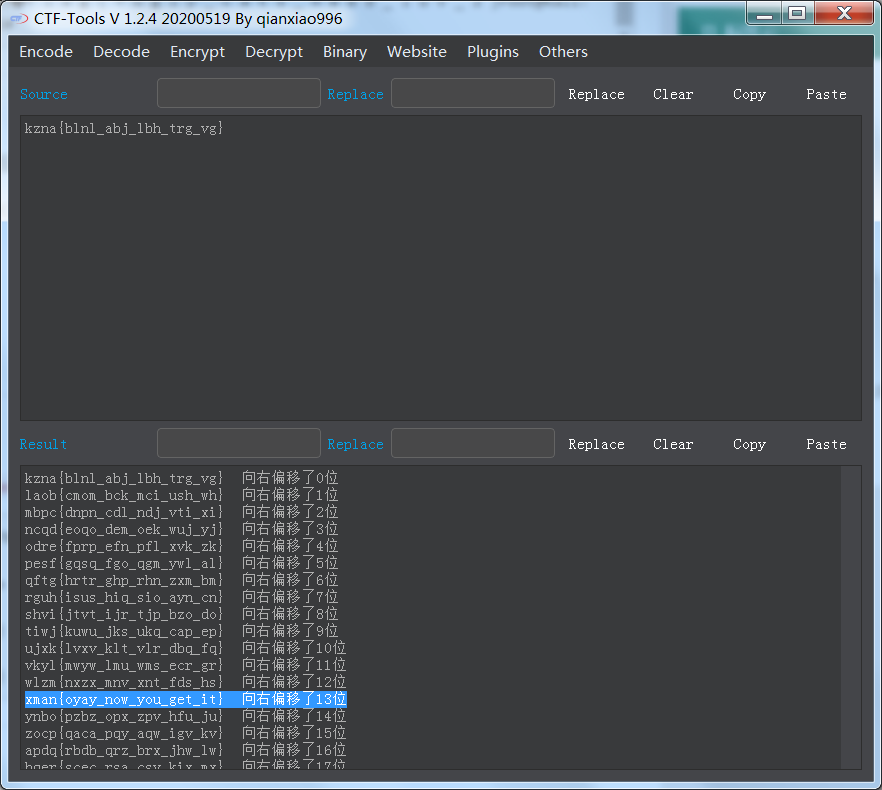 CTF-Tools V 1.2.4 20200519 By qianxiao996
Encode Decode Encrypt Decrypt Binary Website Plugins Others
Source Replace Replace Clear Copy Paste
kzna{blnl_abj_lbh_trg_vg}
Result Replace Replace Clear Copy Paste
kzna{blnl_abj_lbh_trg_vg} 向右偏移了0位
laob{cmom_bck_mci_ush_wh} 向右偏移了1位
mbpc{dnpn_cdl_ndj_vti_xi} 向右偏移了2位
ncqd{eoqo_dem_oek_wuj_yj} 向右偏移了3位
odre{fprp_efn_pfl_xvk_zk} 向右偏移了4位
pesf{gqsq_fgo_qgm_ywl_al} 向右偏移了5位
qftg{hrtr_ghp_rhn_zxm_bm} 向右偏移了6位
rguh{isus_hiq_sio_ayn_cn} 向右偏移了7位
shvi{jtvt_ijr_tjp_bzo_do} 向右偏移了8位
tiwj{kuwu_jks_ukq_cap_ep} 向右偏移了9位
ujxk{lvxv_klt_vlr_dbq_fq} 向右偏移了10位
vkyl{mwyw_lmu_wms_ecr_gr} 向右偏移了11位
wlzm{nxzx_mnv_xnt_fds_hs} 向右偏移了12位
xman{oyay_now_you_get_it} 向右偏移了13位
ynbo{pzbz_opx_zpv_hfu_ju} 向右偏移了14位
zocp{qaca_pqy_aqw_igv_kv} 向右偏移了15位
apdq{rbdb_qrz_brx_jhw_lw} 向右偏移了16位
bqer{scec_rsa_csy_kix_mx} 向右偏移了17位